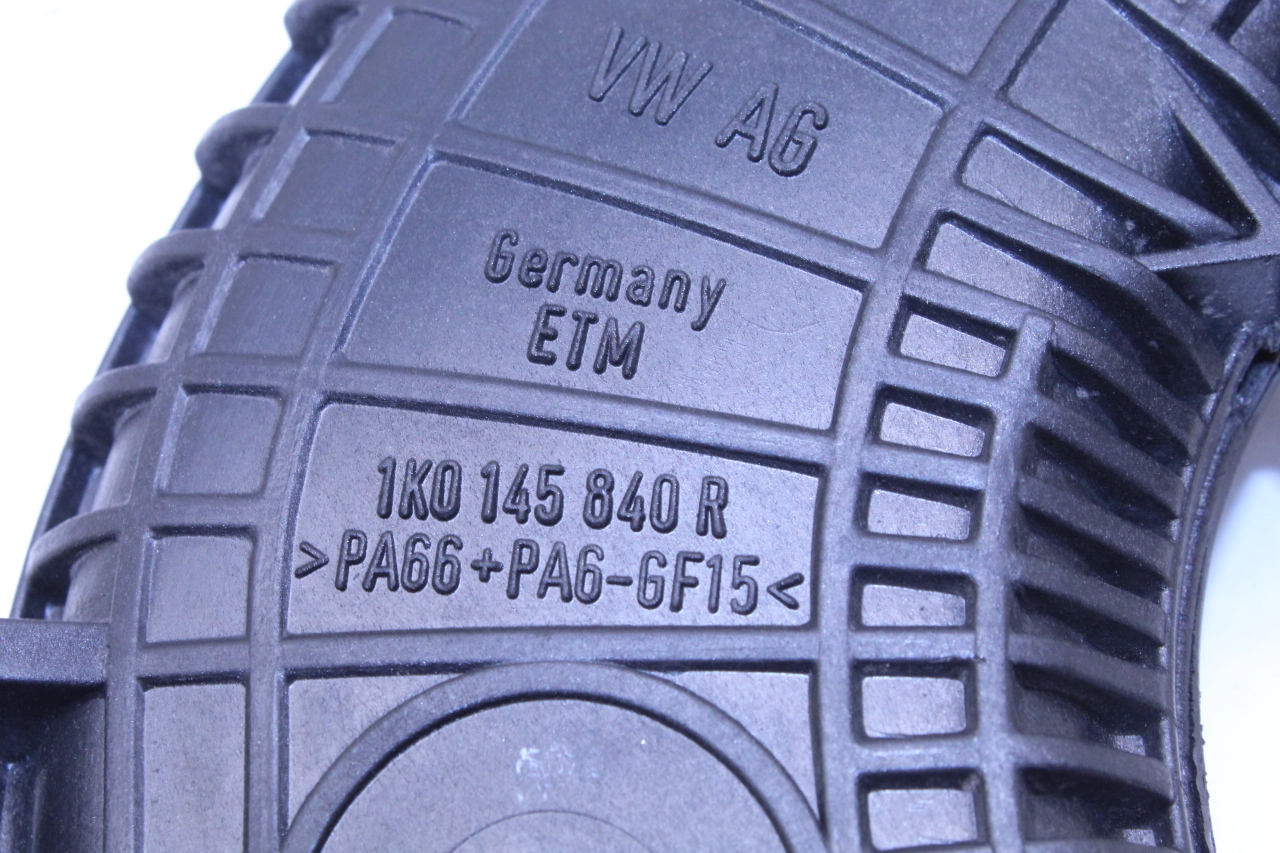 VW AG
Germany
ETM
1K0 145 840 R
>PA66+PA6-GF15<